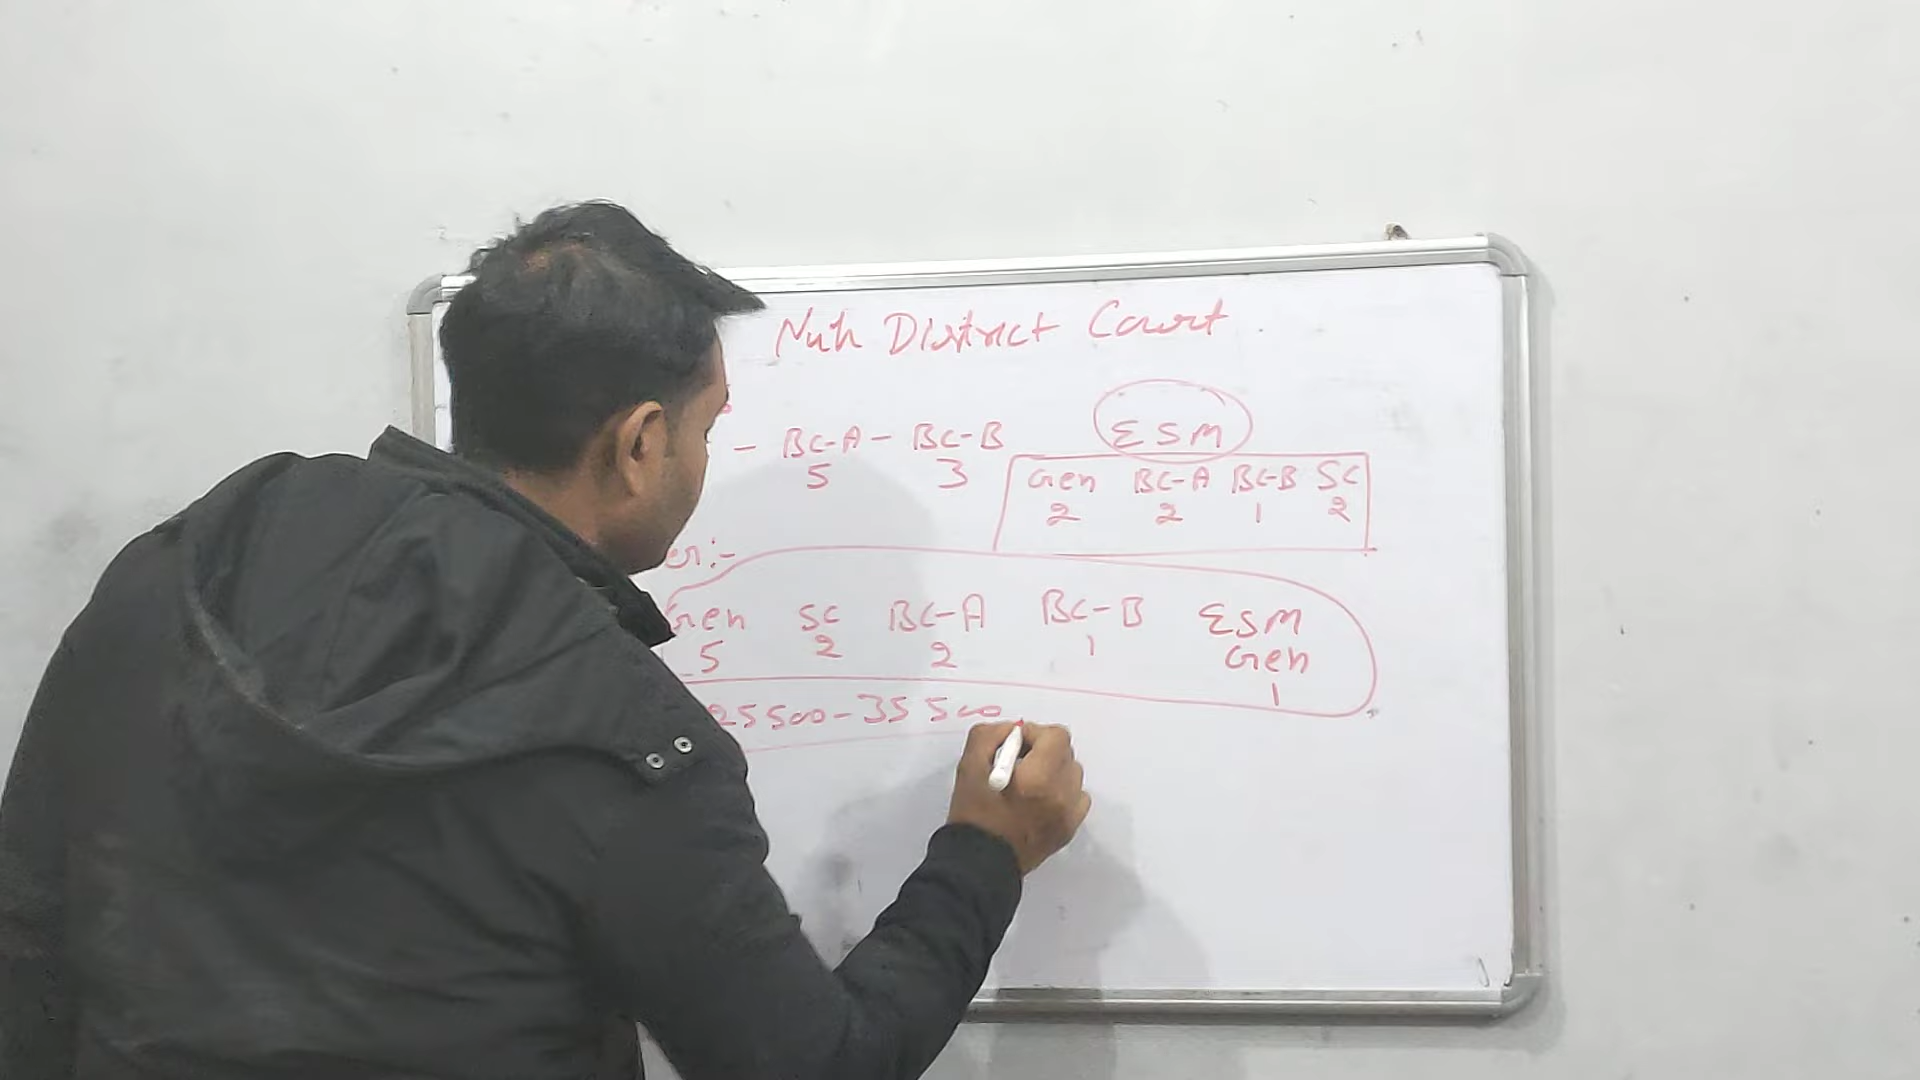 Nuh District Court
- BC-A - BC-B ESM
5 3
Gen BC-A BC-B SC
2 2 1 2
er:-
Gen SC BC-A BC-B ESM
5 2 2 1 Gen
1
25500-35500